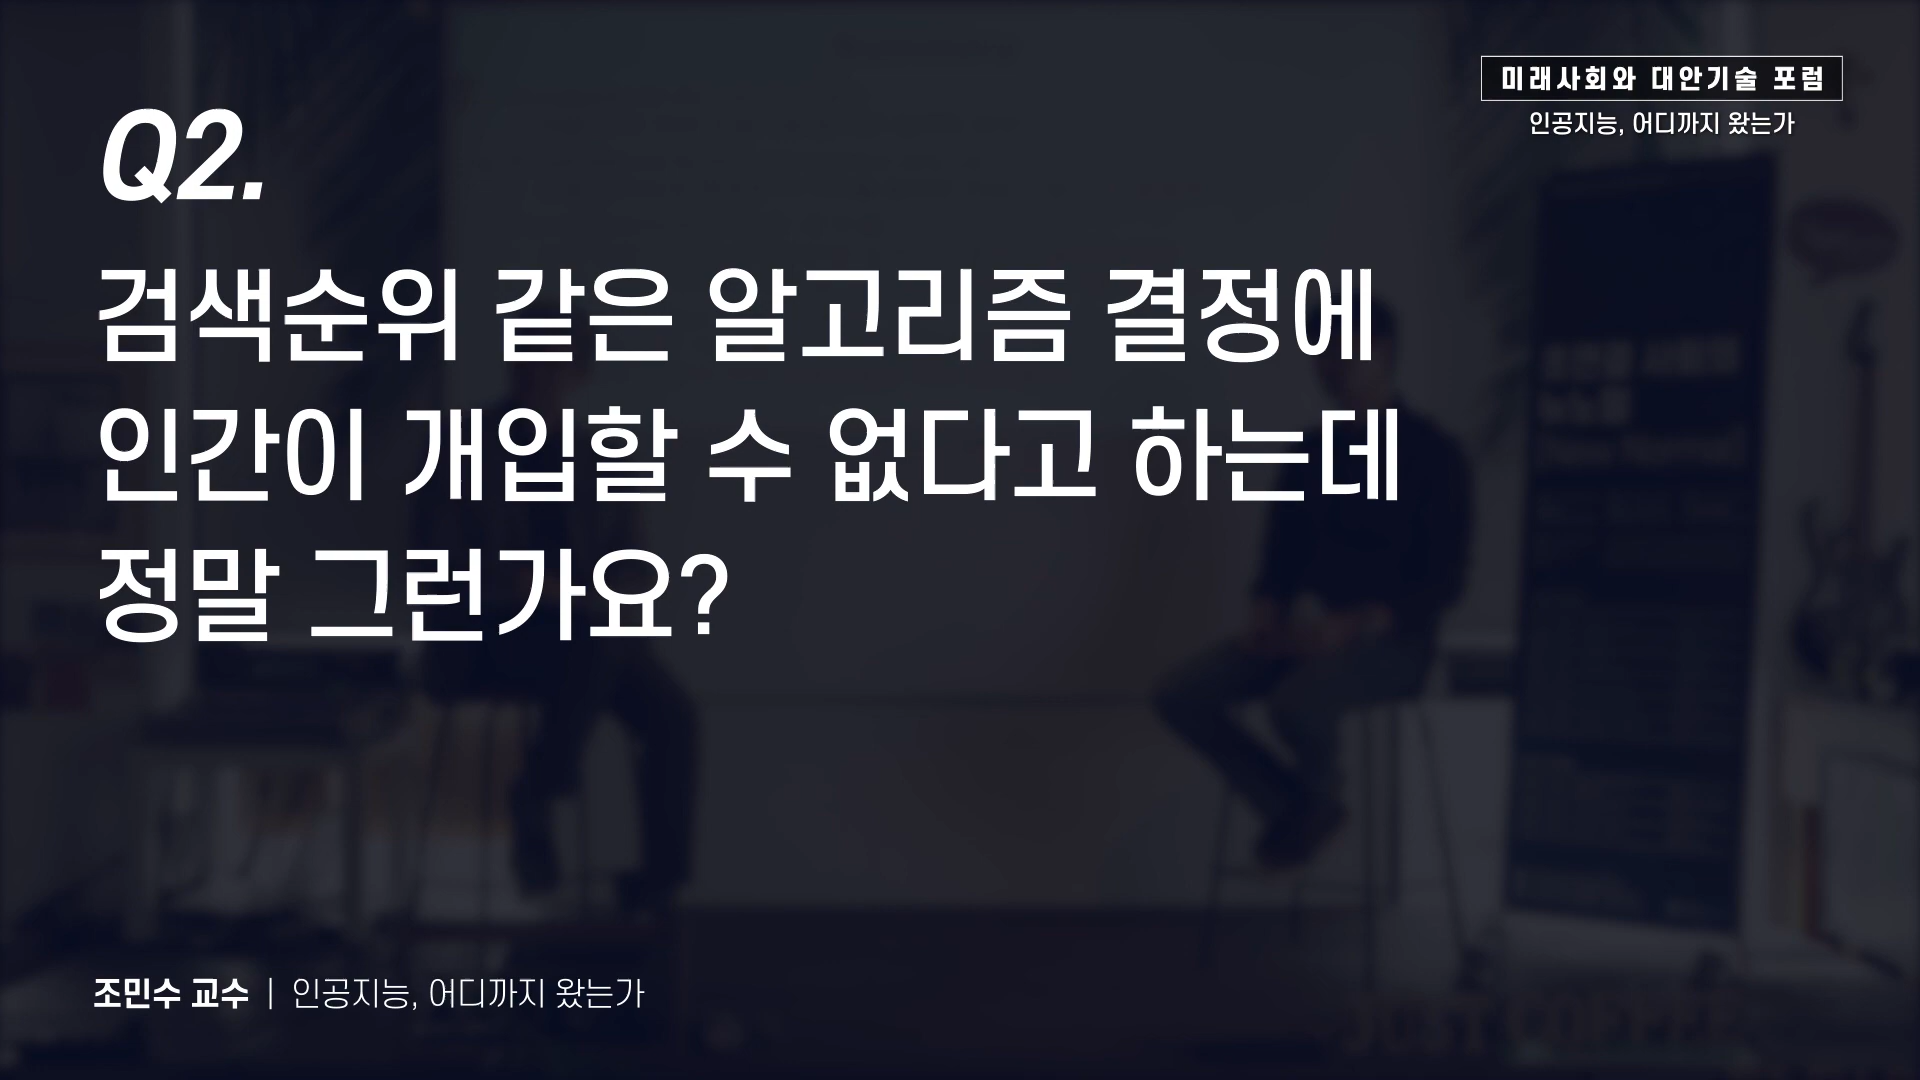 미래사회와 대안기술 포럼
인공지능, 어디까지 왔는가
Q2.
검색순위 같은 알고리즘 결정에
인간이 개입할 수 없다고 하는데
정말 그런가요?
조민수 교수 | 인공지능, 어디까지 왔는가